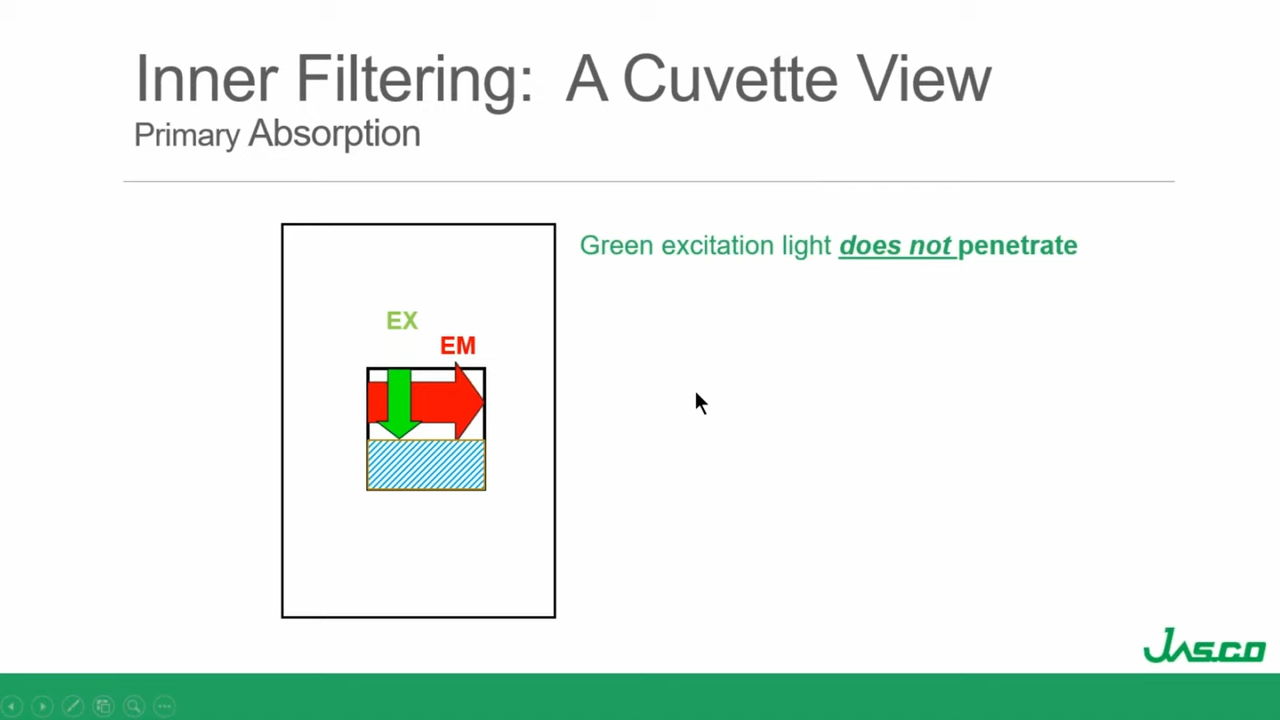 Inner Filtering: A Cuvette View
Primary Absorption
Green excitation light does not penetrate
EX
EM
JASCO